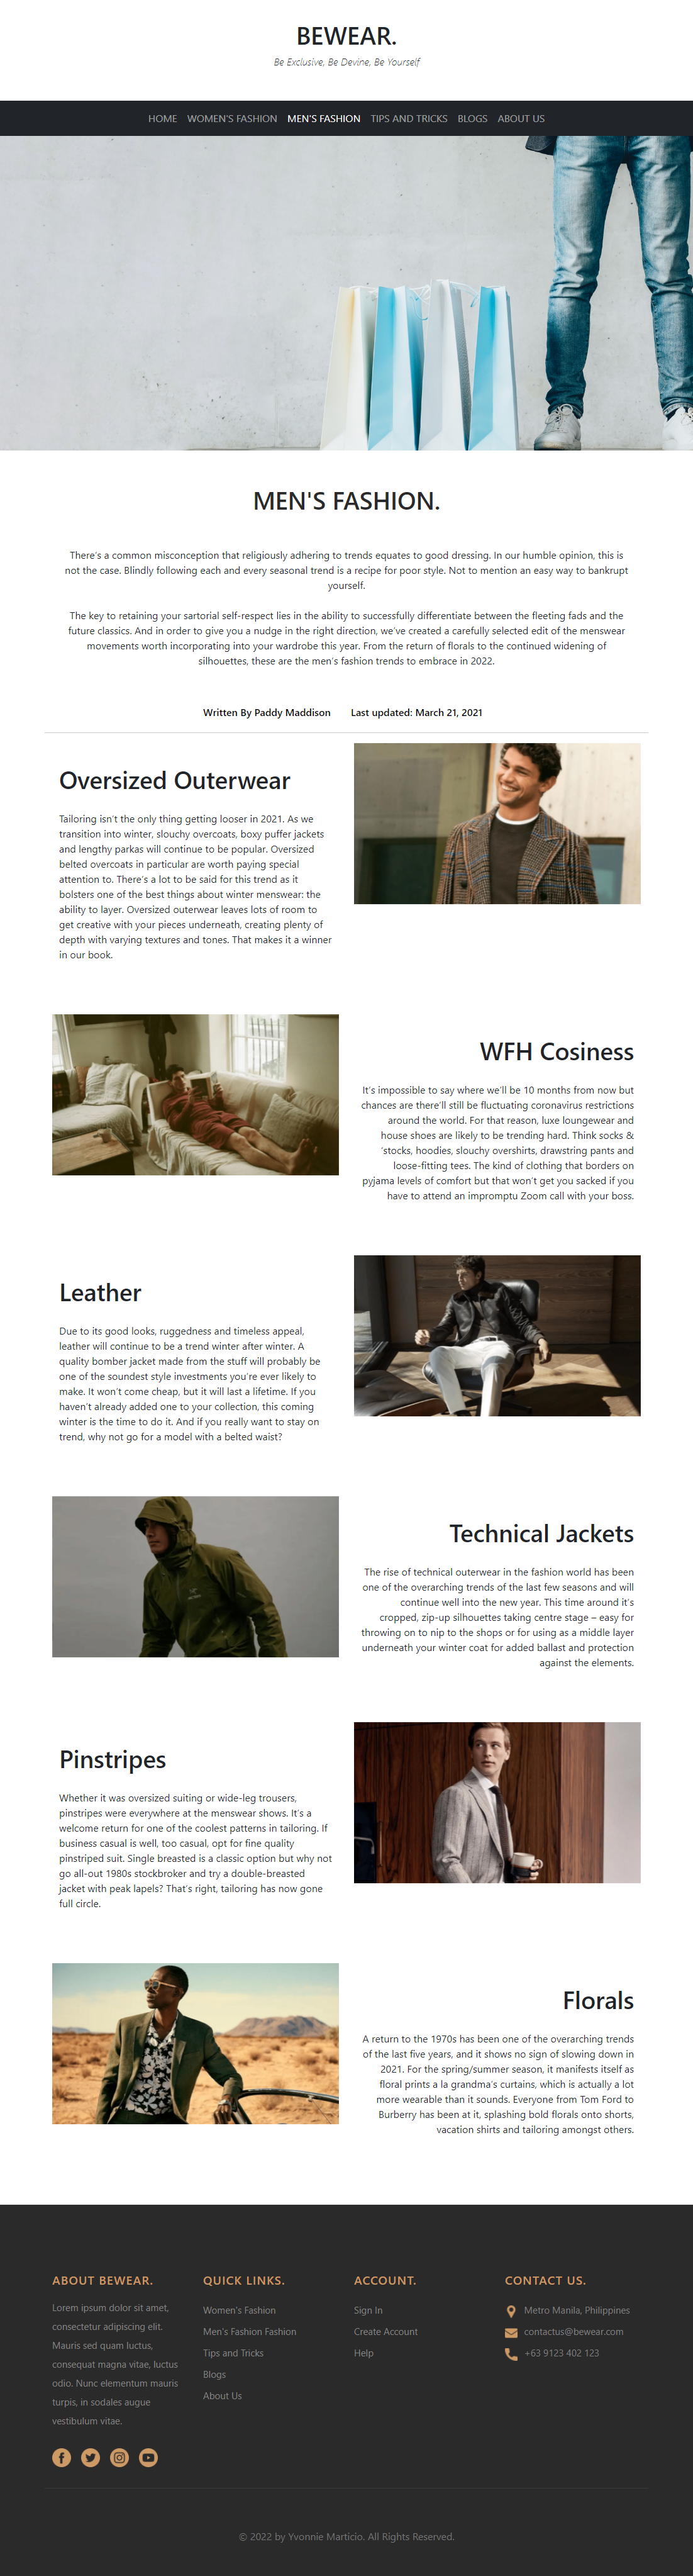 BEWEAR.
Be Exclusive, Be Devine, Be Yourself
HOME WOMEN'S FASHION MEN'S FASHION TIPS AND TRICKS BLOGS ABOUT US
MEN'S FASHION.
There's a common misconception that religiously adhering to trends equates to good dressing. In our humble opinion, this is
not the case. Blindly following each and every seasonal trend is a recipe for poor style. Not to mention an easy way to bankrupt
yourself.
The key to retaining your sartorial self-respect lies in the ability to successfully differentiate between the fleeting fads and the
future classics. And in order to give you a nudge in the right direction, we've created a carefully selected edit of the menswear
movements worth incorporating into your wardrobe this year. From the return of florals to the continued widening of
silhouettes, these are the men's fashion trends to embrace in 2022.
Written By Paddy Maddison Last updated: March 21, 2021
Oversized Outerwear
Tailoring isn't the only thing getting looser in 2021. As we
transition into winter, slouchy overcoats, boxy puffer jackets
and lengthy parkas will continue to be popular. Oversized
belted overcoats in particular are worth paying special
attention to. There's a lot to be said for this trend as it
bolsters one of the best things about winter menswear: the
ability to layer. Oversized outerwear leaves lots of room to
get creative with your pieces underneath, creating plenty of
depth with varying textures and tones. That makes it a winner
in our book.
WFH Cosiness
It's impossible to say where we'll be 10 months from now but
chances are there'll still be fluctuating coronavirus restrictions
around the world. For that reason, luxe loungewear and
house shoes are likely to be trending hard. Think socks &
'stocks, hoodies, slouchy overshirts, drawstring pants and
loose-fitting tees. The kind of clothing that borders on
pyjama levels of comfort but that won't get you sacked if you
have to attend an impromptu Zoom call with your boss.
Leather
Due to its good looks, ruggedness and timeless appeal,
leather will continue to be a trend winter after winter. A
quality bomber jacket made from the stuff will probably be
one of the soundest style investments you're ever likely to
make. It won't come cheap, but it will last a lifetime. If you
haven't already added one to your collection, this coming
winter is the time to do it. And if you really want to stay on
trend, why not go for a model with a belted waist?
Technical Jackets
The rise of technical outerwear in the fashion world has been
one of the overarching trends of the last few seasons and will
continue well into the new year. This time around it's
cropped, zip-up silhouettes taking centre stage – easy for
throwing on to nip to the shops or for using as a middle layer
underneath your winter coat for added ballast and protection
against the elements.
Pinstripes
Whether it was oversized suiting or wide-leg trousers,
pinstripes were everywhere at the menswear shows. It's a
welcome return for one of the coolest patterns in tailoring. If
business casual is well, too casual, opt for fine quality
pinstriped suit. Single breasted is a classic option but why not
go all-out 1980s stockbroker and try a double-breasted
jacket with peak lapels? That's right, tailoring has now gone
full circle.
Florals
A return to the 1970s has been one of the overarching trends
of the last five years, and it shows no sign of slowing down in
2021. For the spring/summer season, it manifests itself as
floral prints a la grandma's curtains, which is actually a lot
more wearable than it sounds. Everyone from Tom Ford to
Burberry has been at it, splashing bold florals onto shorts,
vacation shirts and tailoring amongst others.
ABOUT BEWEAR.
Lorem ipsum dolor sit amet,
consectetur adipiscing elit.
Mauris sed quam luctus,
consequat magna vitae, luctus
odio. Nunc elementum mauris
turpis, in sodales augue
vestibulum vitae.
QUICK LINKS.
Women's Fashion
Men's Fashion Fashion
Tips and Tricks
Blogs
About Us
ACCOUNT.
Sign In
Create Account
Help
CONTACT US.
Metro Manila, Philippines
contactus@bewear.com
+63 9123 402 123
© 2022 by Yvonnie Marticio. All Rights Reserved.